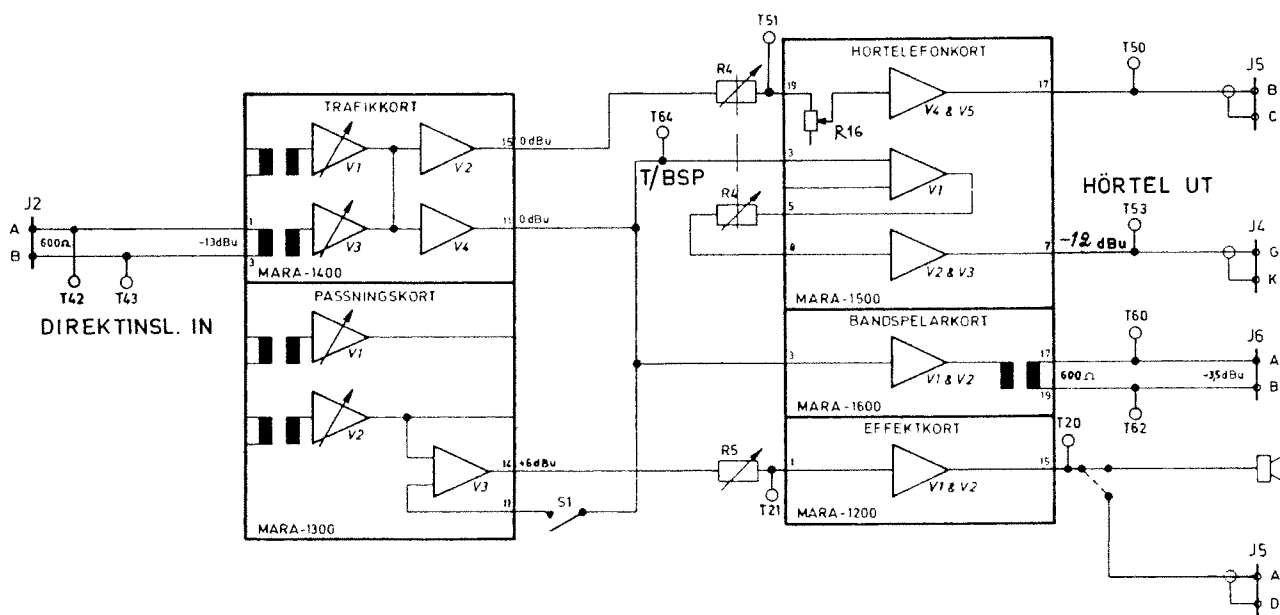 T51
HÖRTELEFONKORT
T50
J5
R4
19
17
B
C
V4 & V5
R16
TRAFIKKORT
T64
15
0 dBu
V1
V2
3
T/BSP
V1
HÖRTEL UT
R4
5
T53
J2
A
600Ω
1
-13dBu
11
0 dBu
B
3
V3
V4
8
7
-12 dBu
J4
G
K
V2 & V3
MARA-1400
T42
T43
MARA-1500
DIREKTINSL. IN
PASSNINGSKORT
BANDSPELARKORT
T60
J6
V1
3
17
A
600Ω
-3,5dBu
V1 & V2
19
B
MARA-1600
T62
V2
EFFEKTKORT
T20
R5
14
+6dBu
1
15
V3
V1 & V2
11
S1
T21
MARA-1300
MARA-1200
J5
A
D